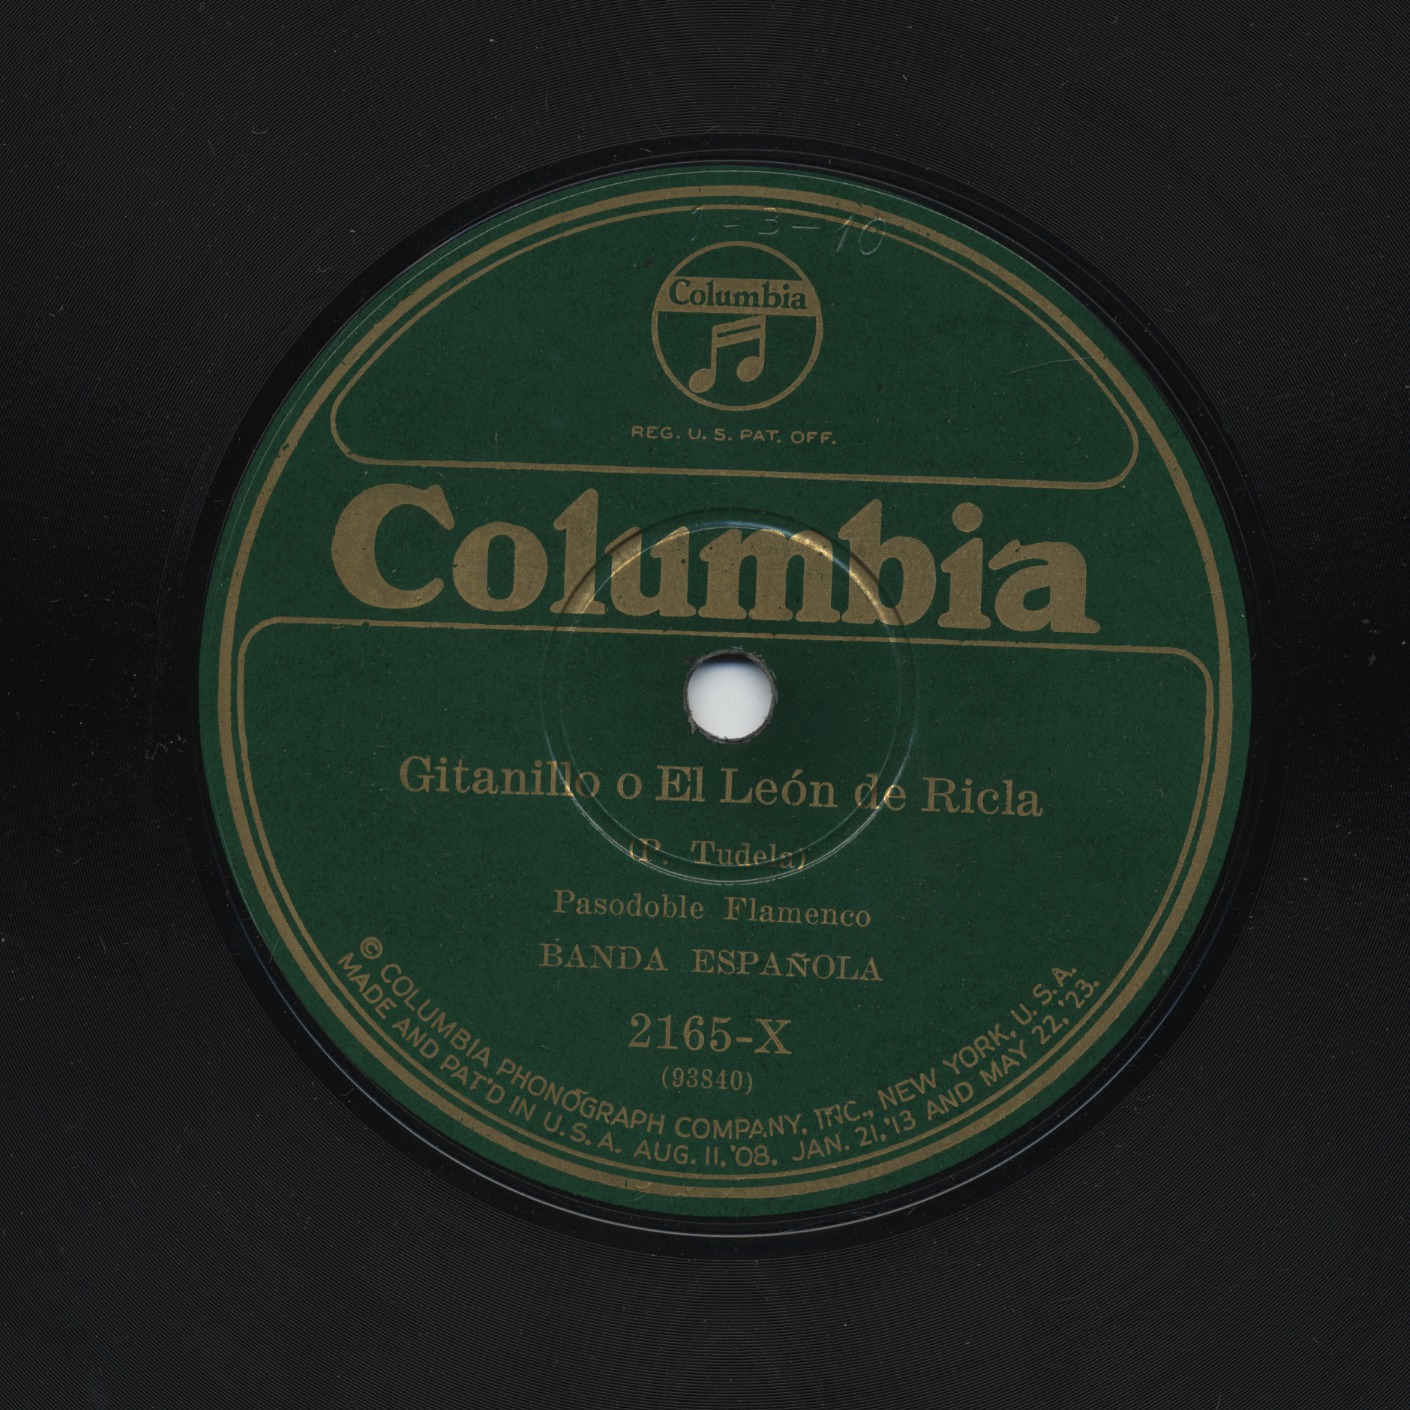 1-3-10
Columbia
REG. U. S. PAT. OFF.
Columbia
Gitanillo o El León de Ricla
(P. Tudela)
Pasodoble Flamenco
BANDA ESPAÑOLA
2165-X
(93840)
© COLUMBIA PHONOGRAPH COMPANY, INC., NEW YORK, U. S. A.
MADE AND PAT'D IN U. S. A. AUG. 11, '08. JAN. 21, '13 AND MAY 22, '23.